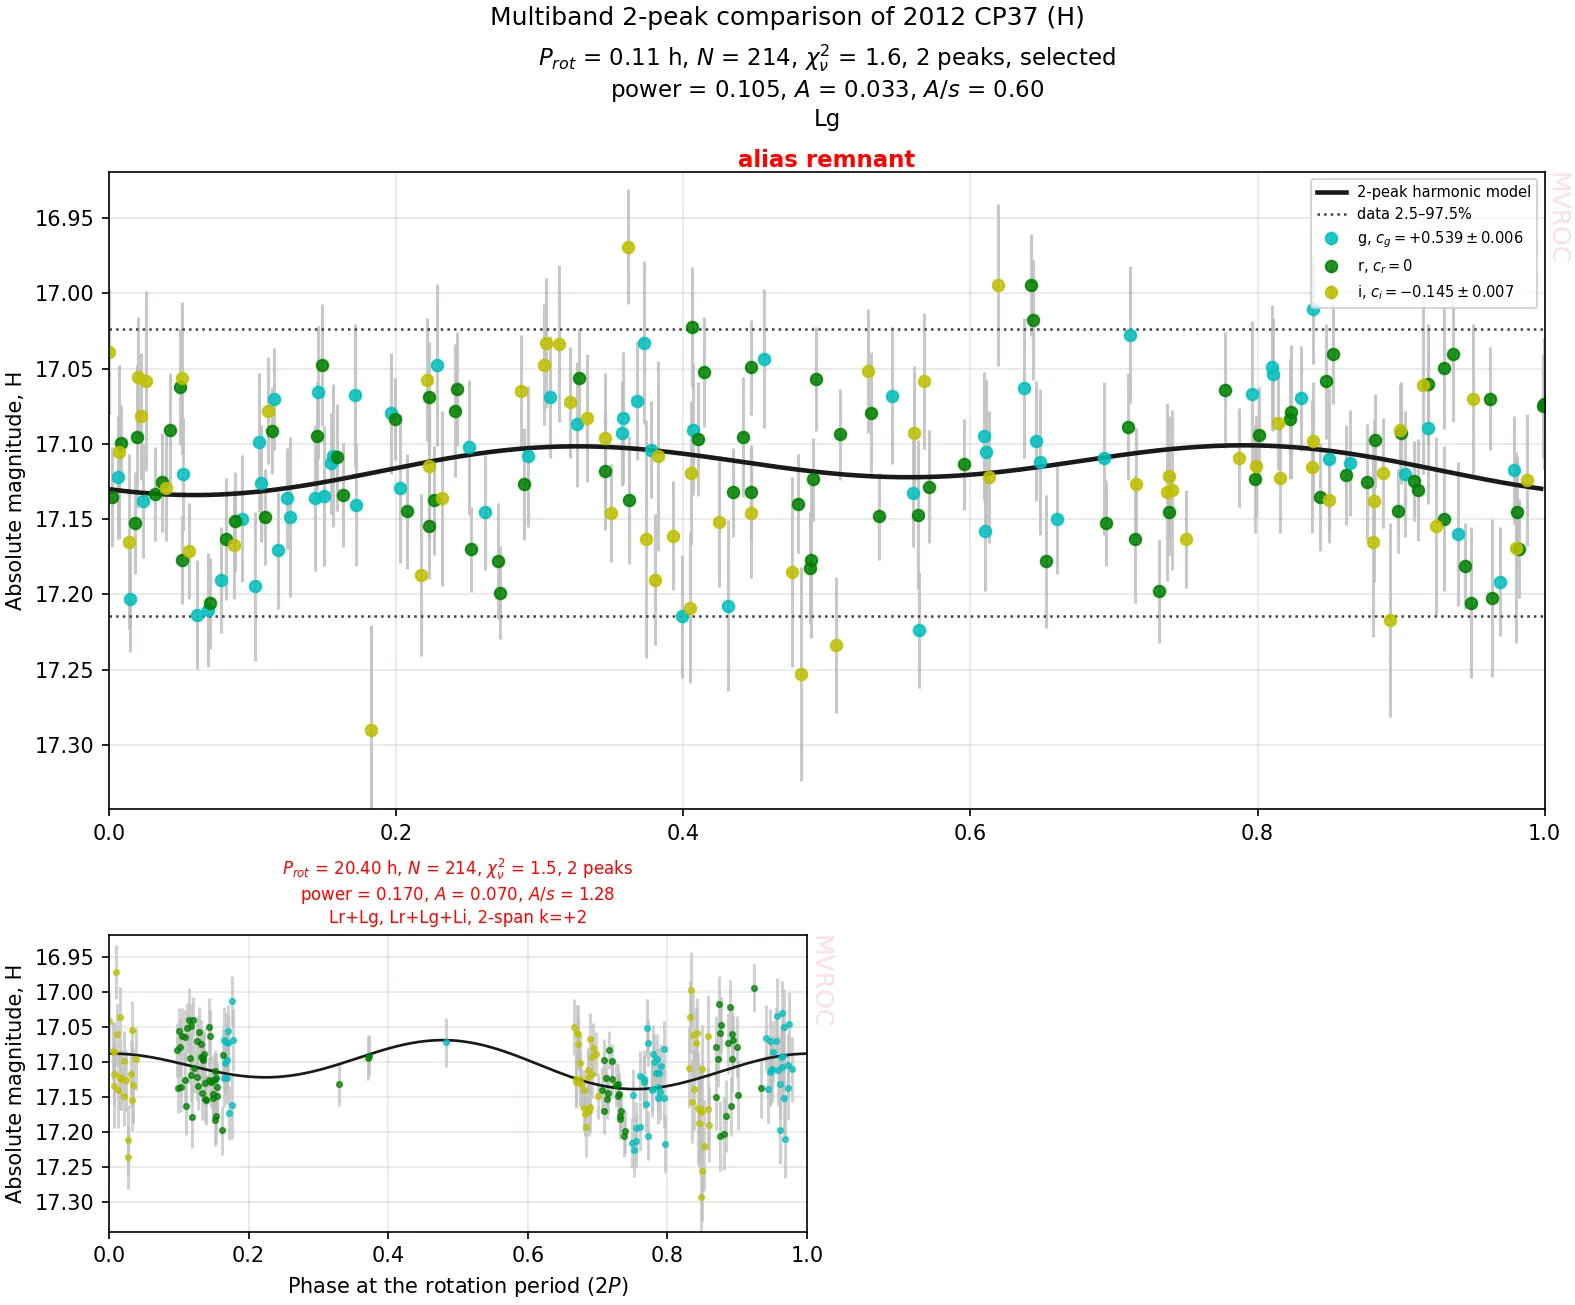 Multiband 2-peak comparison of 2012 CP37 (H)
P_rot = 0.11 h, N = 214, χ²_ν = 1.6, 2 peaks, selected
power = 0.105, A = 0.033, A/s = 0.60
Lg
alias remnant
2-peak harmonic model
data 2.5–97.5%
g, c_g = +0.539 ± 0.006
r, c_r = 0
i, c_i = −0.145 ± 0.007
MVROC
Absolute magnitude, H
16.95
17.00
17.05
17.10
17.15
17.20
17.25
17.30
0.0 0.2 0.4 0.6 0.8 1.0
P_rot = 20.40 h, N = 214, χ²_ν = 1.5, 2 peaks
power = 0.170, A = 0.070, A/s = 1.28
Lr+Lg, Lr+Lg+Li, 2-span k=+2
MVROC
Absolute magnitude, H
16.95
17.00
17.05
17.10
17.15
17.20
17.25
17.30
0.0 0.2 0.4 0.6 0.8 1.0
Phase at the rotation period (2P)